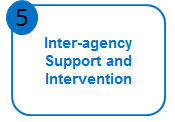 5
Inter-agency
Support and
Intervention